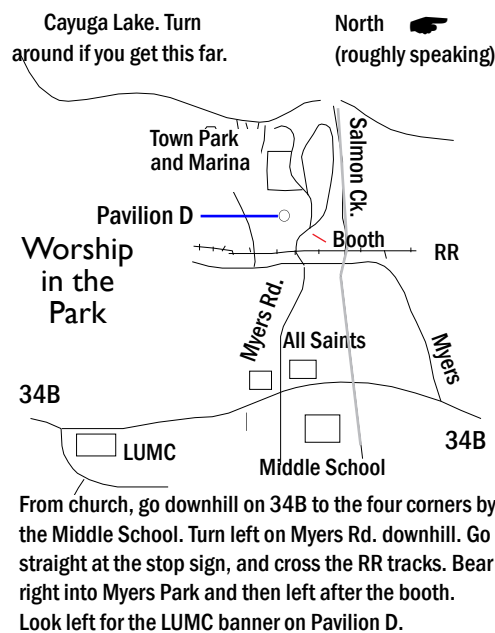 Cayuga Lake. Turn
around if you get this far.
North
(roughly speaking)
Town Park
and Marina
Salmon Ck.
Pavilion D
Booth
Worship
in the
Park
RR
Myers Rd.
All Saints
Myers
34B
LUMC
34B
Middle School
From church, go downhill on 34B to the four corners by
the Middle School. Turn left on Myers Rd. downhill. Go
straight at the stop sign, and cross the RR tracks. Bear
right into Myers Park and then left after the booth.
Look left for the LUMC banner on Pavilion D.